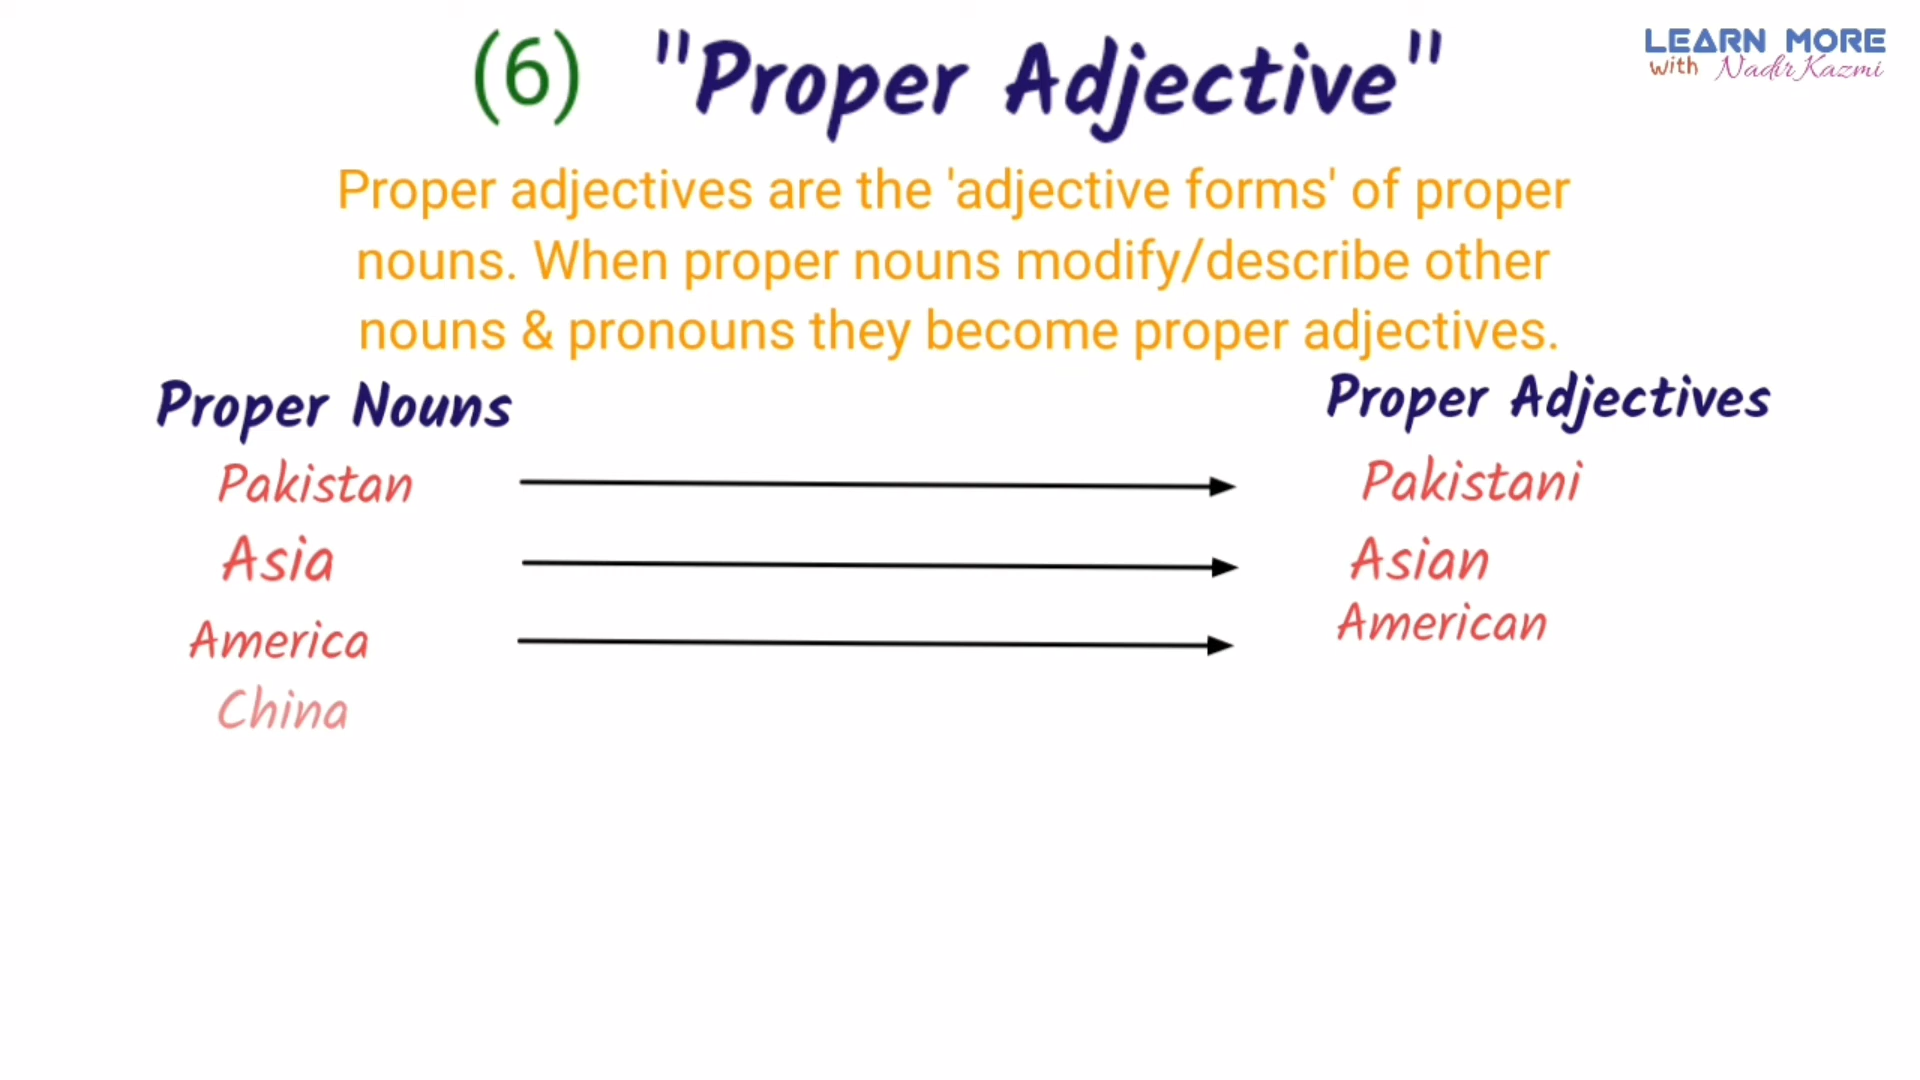 (6) "Proper Adjective"
LEARN MORE
with NadirKazmi
Proper adjectives are the 'adjective forms' of proper
nouns. When proper nouns modify/describe other
nouns & pronouns they become proper adjectives.
Proper Nouns Proper Adjectives
Pakistan Pakistani
Asia Asian
America American
China